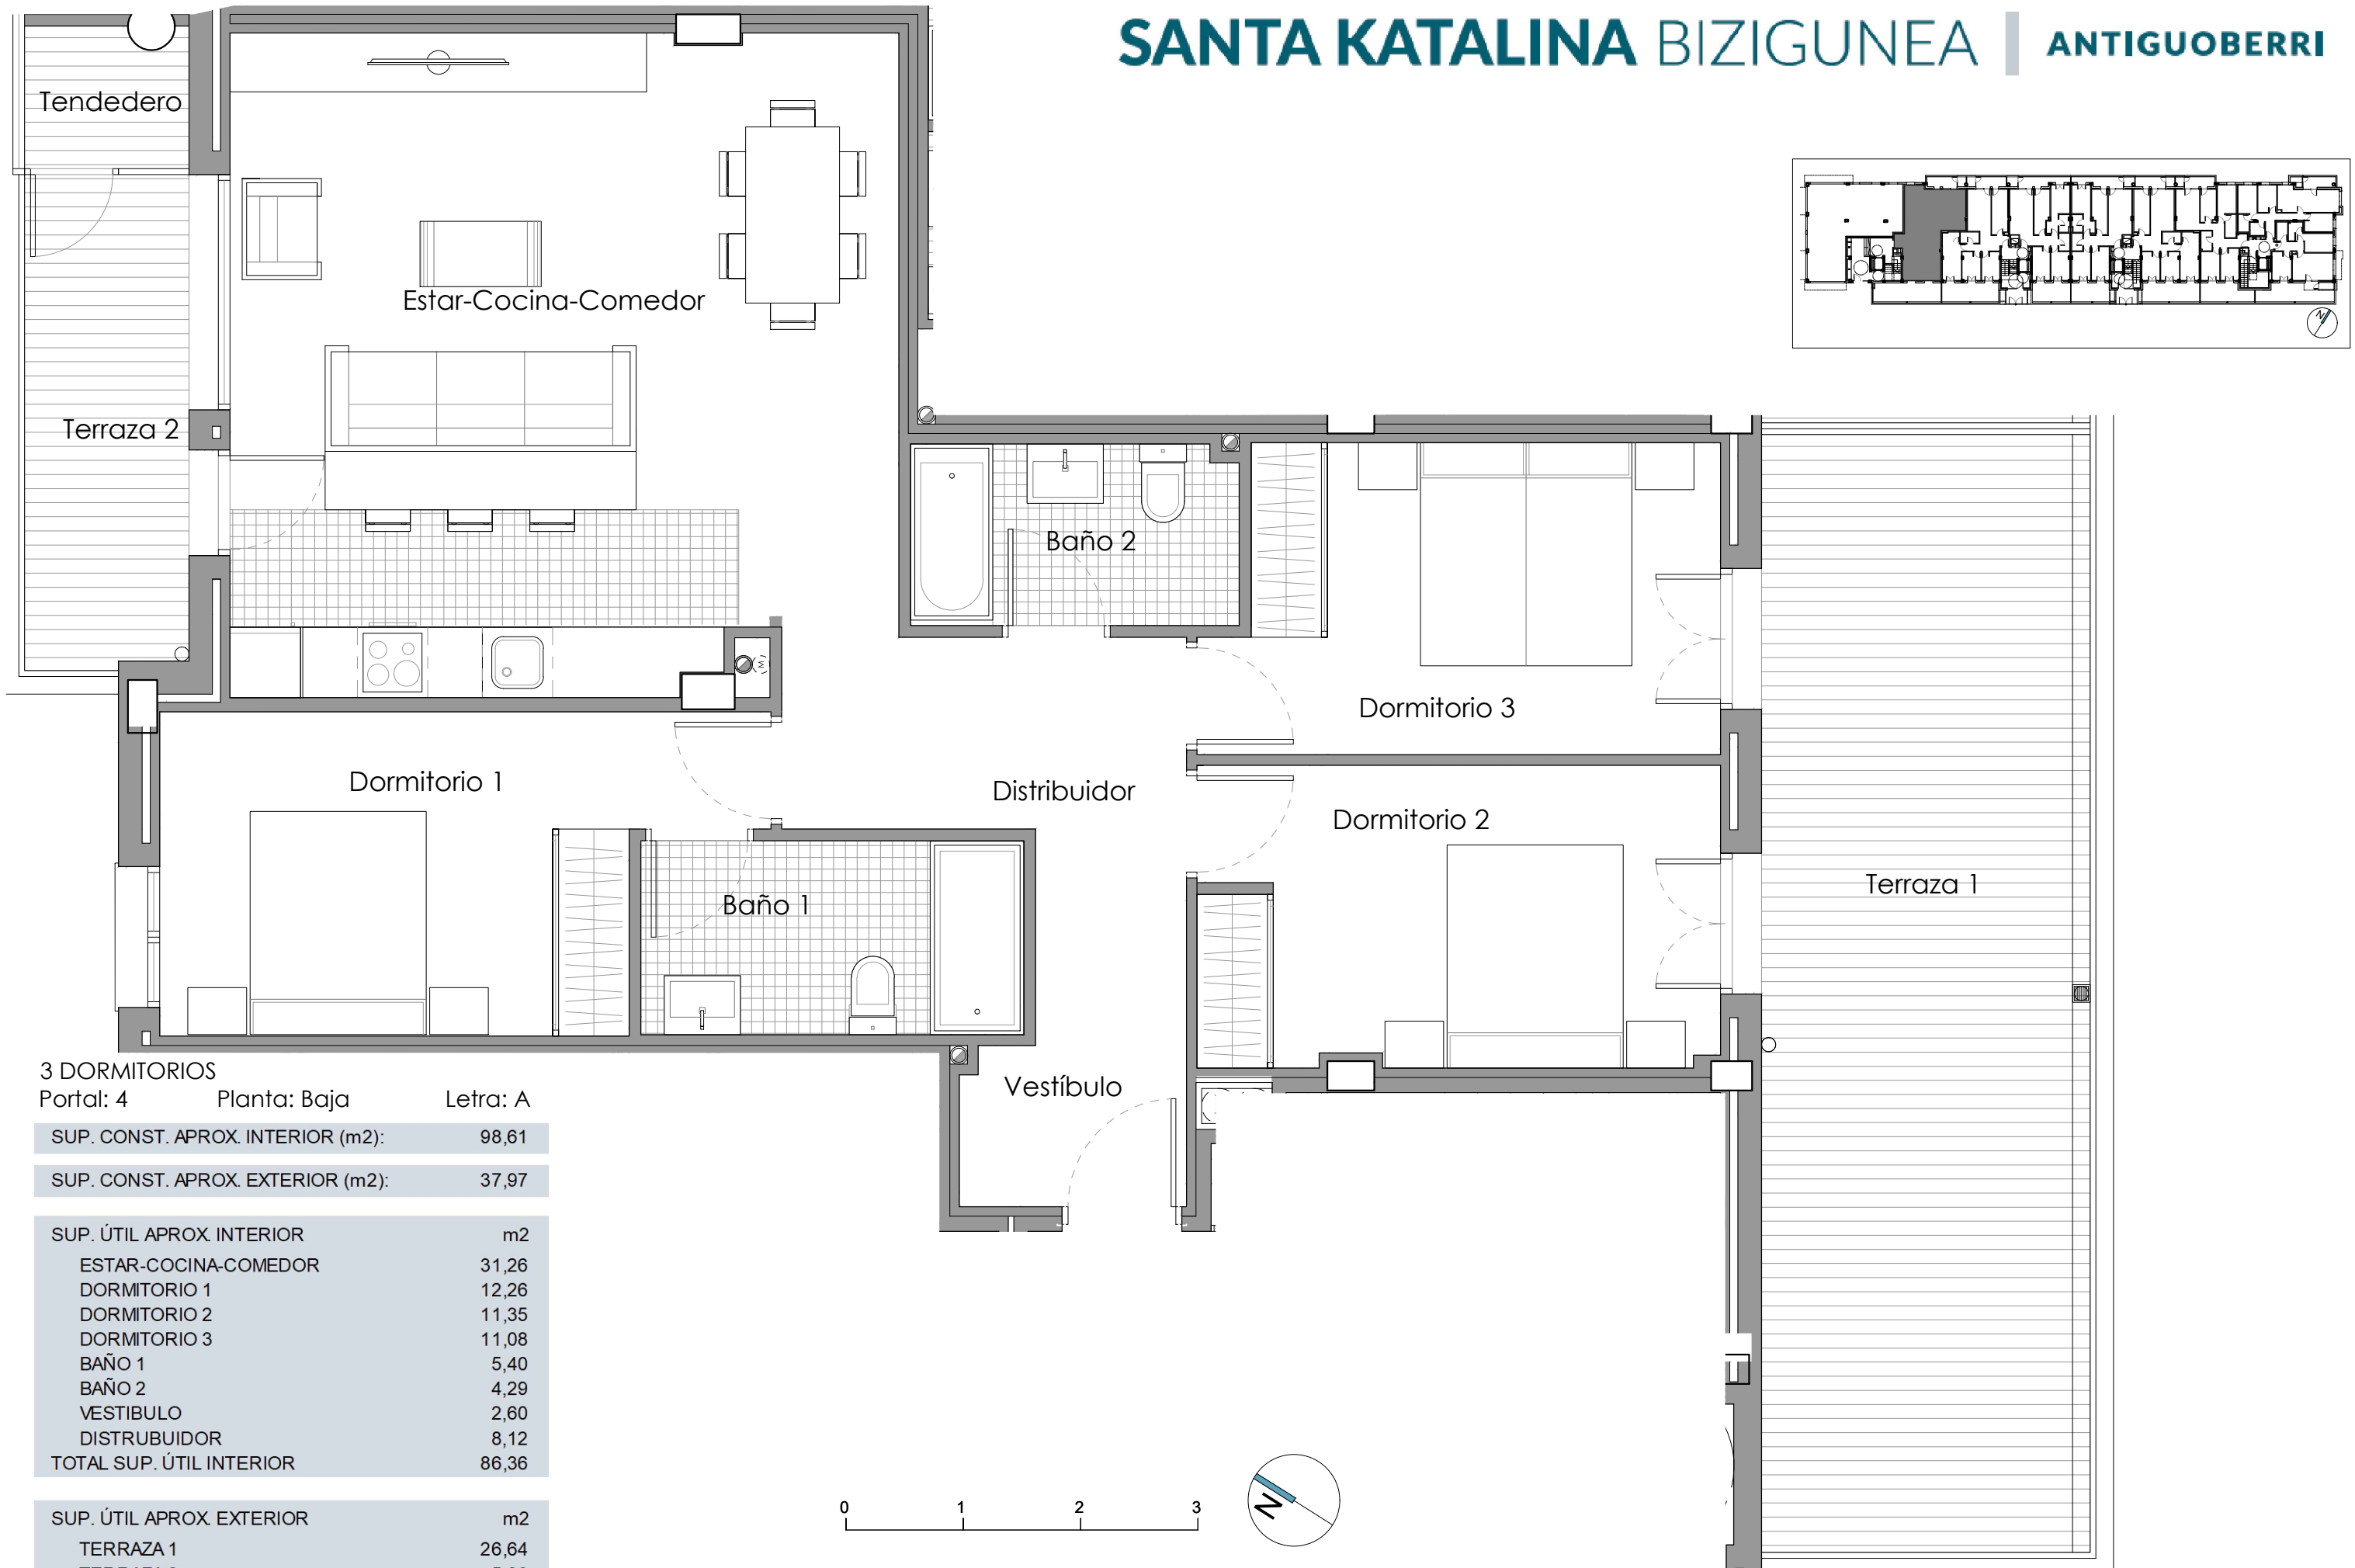 SANTA KATALINA BIZIGUNEA | ANTIGUOBERRI
Tendedero
N
Estar-Cocina-Comedor
Terraza 2
Baño 2
(M)
Dormitorio 3
Dormitorio 1
Distribuidor
Dormitorio 2
Terraza 1
Baño 1
Vestíbulo
3 DORMITORIOS
Portal: 4 Planta: Baja Letra: A
SUP. CONST. APROX. INTERIOR (m2): 98,61
SUP. CONST. APROX. EXTERIOR (m2): 37,97
SUP. ÚTIL APROX. INTERIOR m2
ESTAR-COCINA-COMEDOR 31,26
DORMITORIO 1 12,26
DORMITORIO 2 11,35
DORMITORIO 3 11,08
BAÑO 1 5,40
BAÑO 2 4,29
VESTIBULO 2,60
DISTRUBUIDOR 8,12
TOTAL SUP. ÚTIL INTERIOR 86,36
SUP. ÚTIL APROX. EXTERIOR m2
TERRAZA 1 26,64
0 1 2 3
N